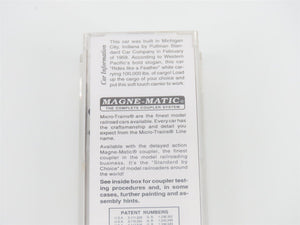 Car Information
This car was built in Michigan
City, Indiana by Pullman Stan-
dard Car Company in February
of 1959. According to Western
Pacific's bold slogan, this car
"Rides like a Feather" while car-
rying 100,000 lbs. of cargo! Load
up the cargo of your choice and
put this soft touch carrier to work.
MAGNE-MATIC®
THE COMPLETE COUPLER SYSTEM
Micro-Trains® are the finest model
railroad cars available. Every car has
the craftsmanship and detail you
expect from the Micro-Trains® Line
name.
Available with the delayed action
Magne-Matic® coupler, the finest
coupler in the model railroading
business. It's the "Standard by
Choice" of model railroaders around
the world!
See inside box for coupler test-
ing procedures and, in some
cases, further painting and as-
sembly hints.
PATENT NUMBERS